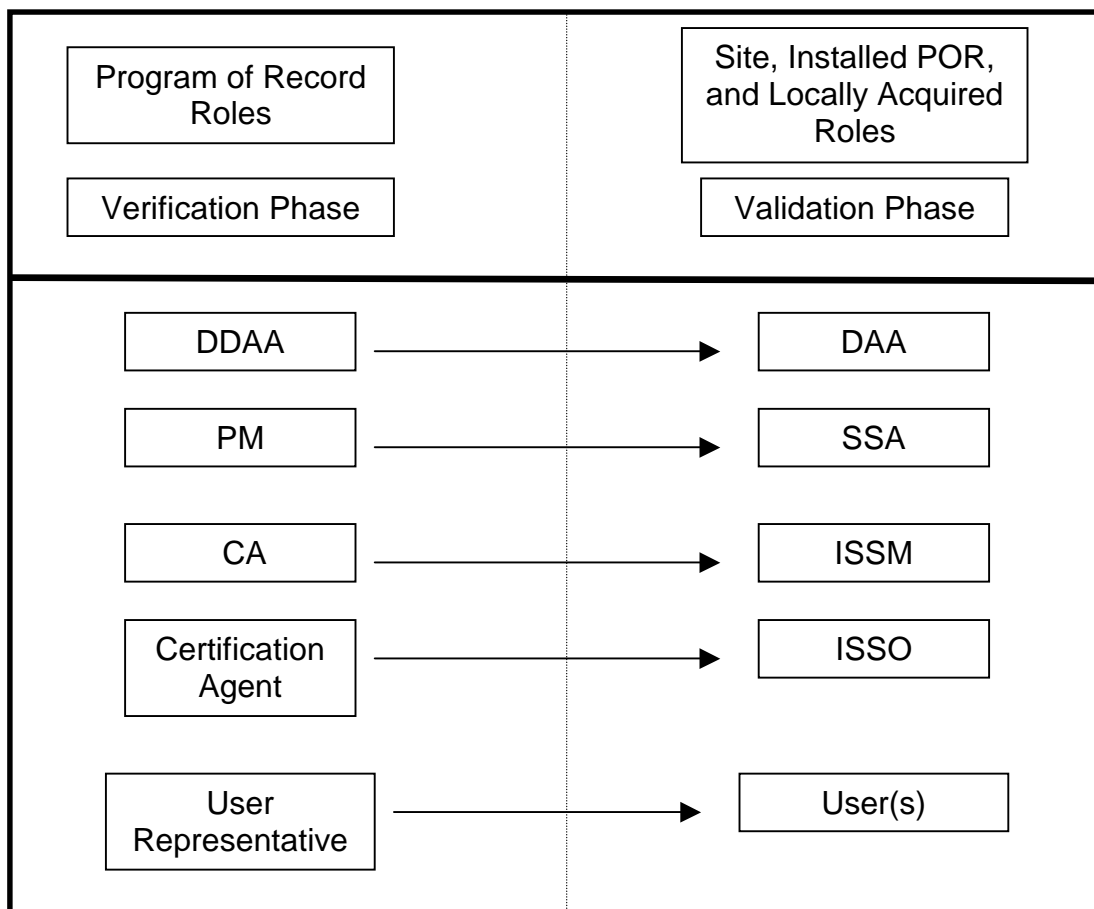 Program of Record
Roles
Site, Installed POR,
and Locally Acquired
Roles
Verification Phase
Validation Phase
DDAA
DAA
PM
SSA
CA
ISSM
Certification
Agent
ISSO
User
Representative
User(s)